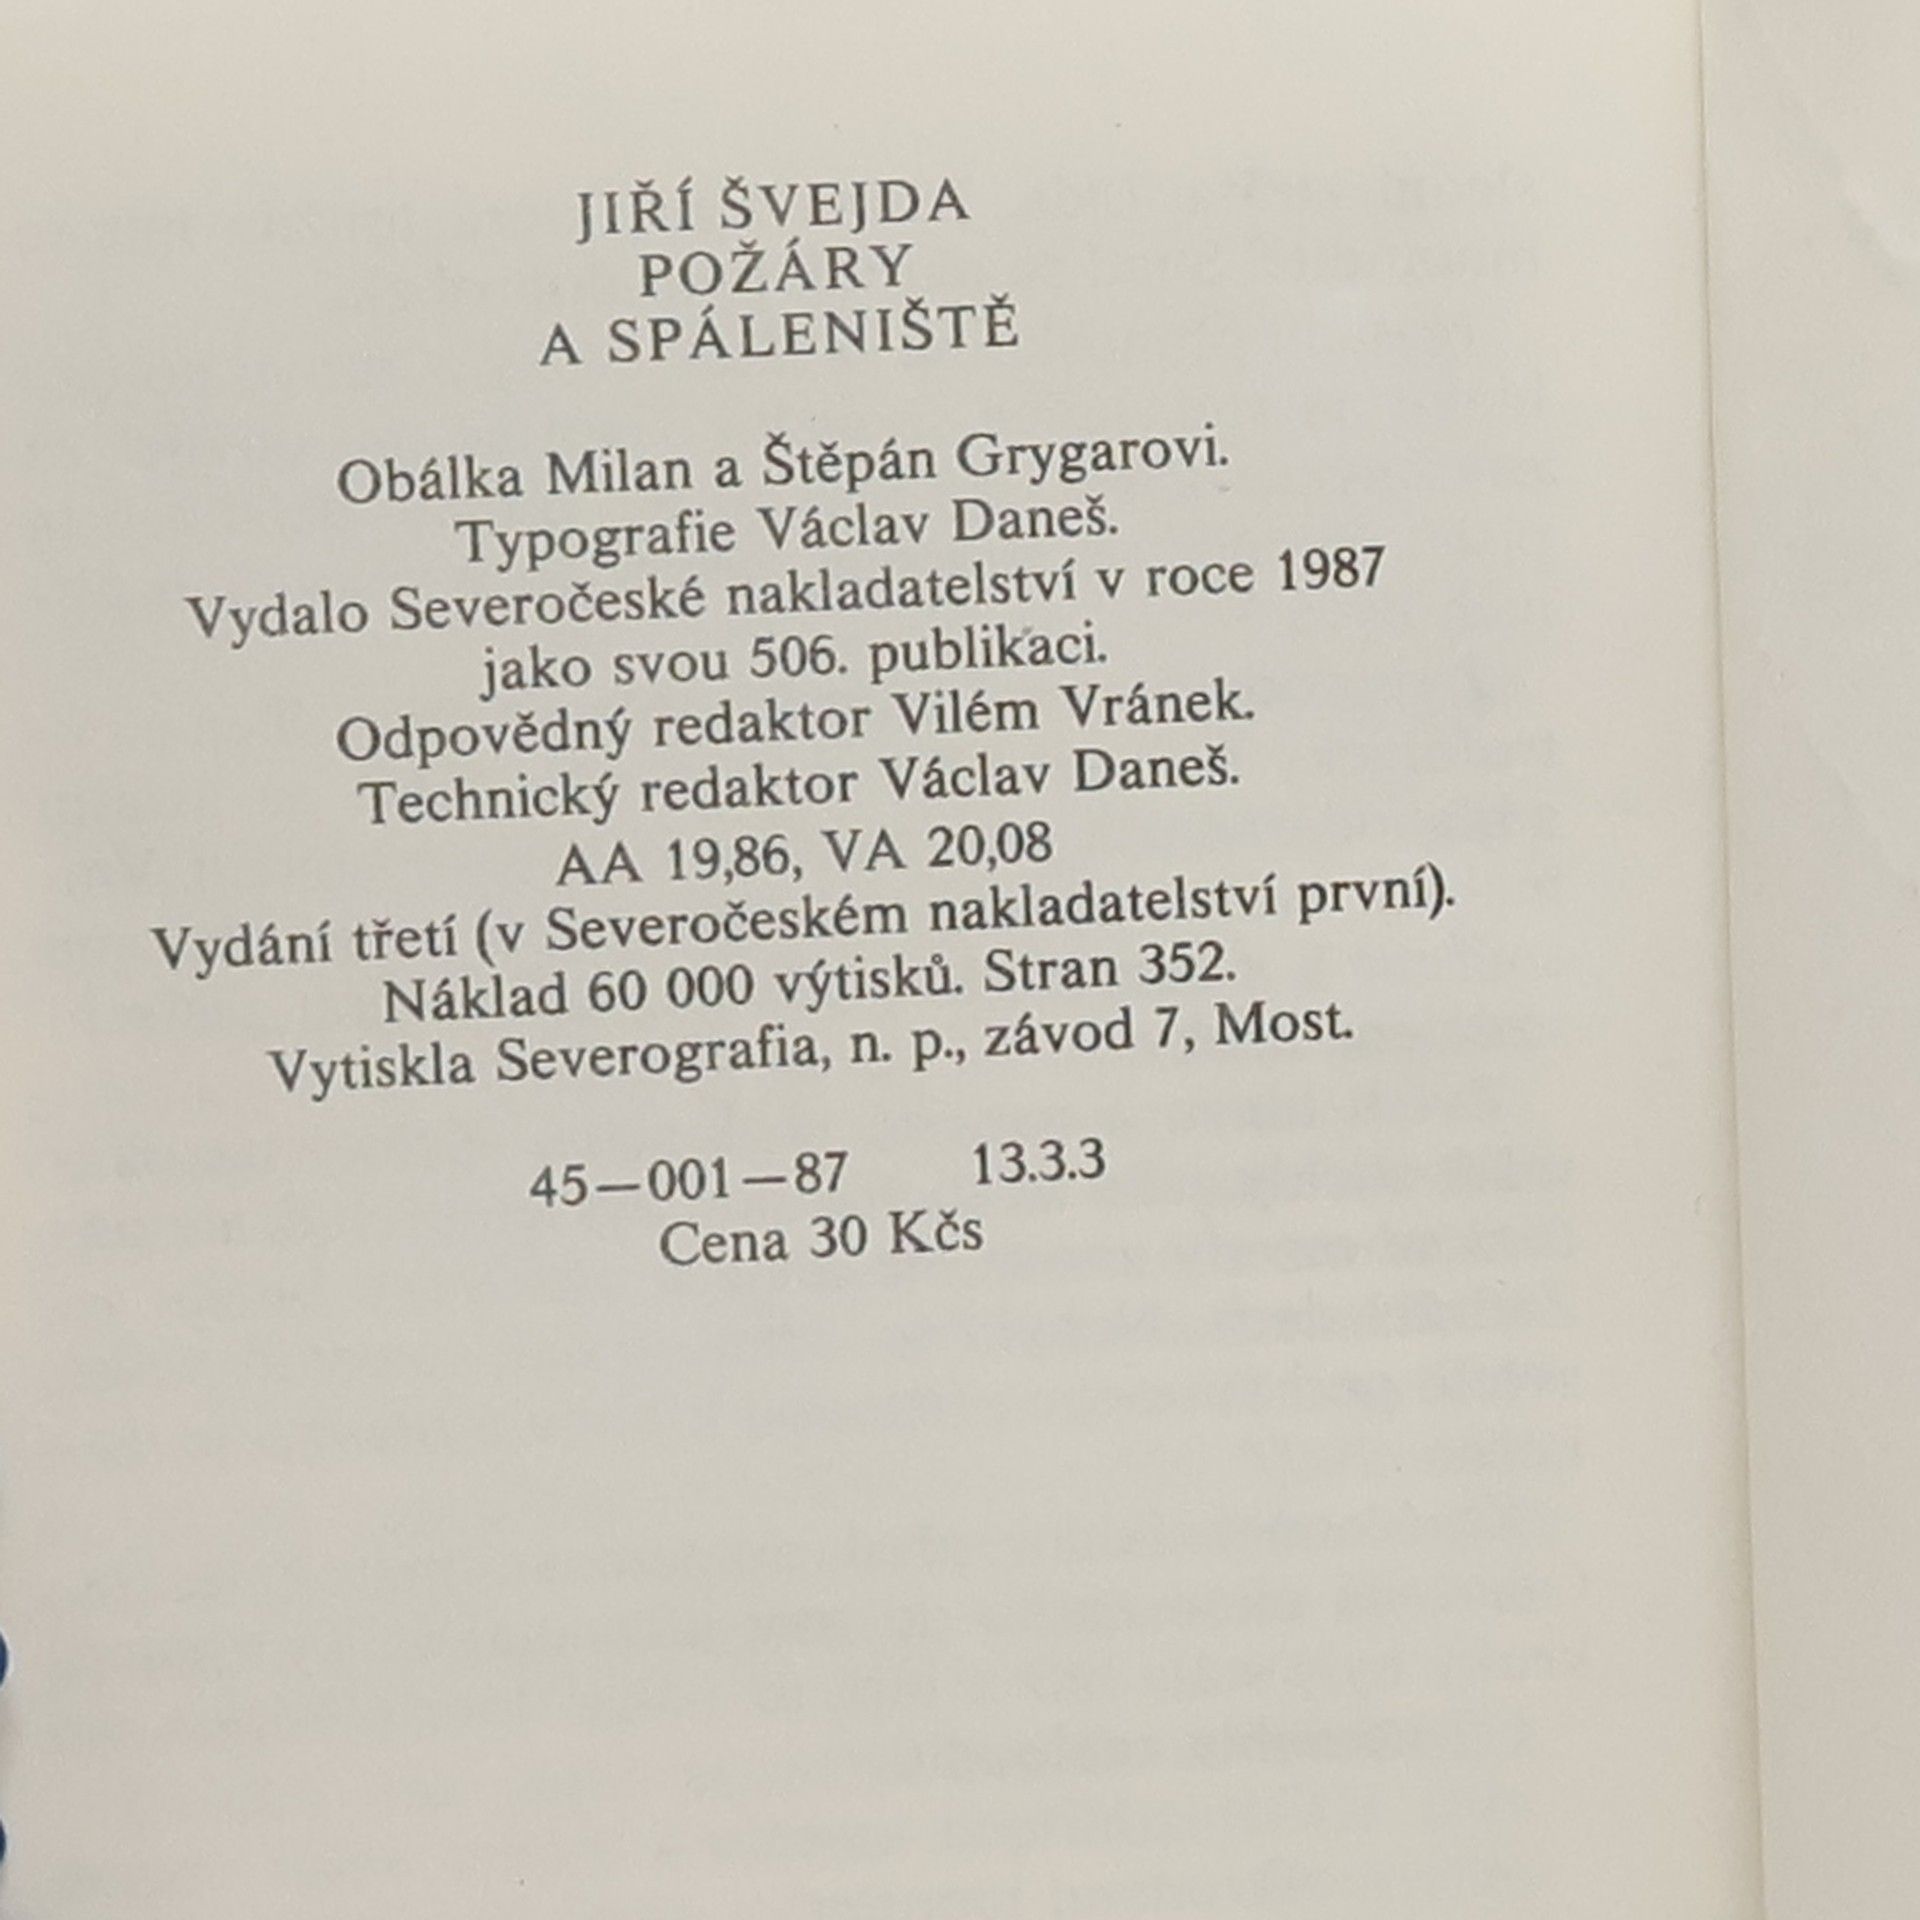 JIŘÍ ŠVEJDA
POŽÁRY
A SPÁLENIŠTĚ
Obálka Milan a Štěpán Grygarovi.
Typografie Václav Daneš.
Vydalo Severočeské nakladatelství v roce 1987
jako svou 506. publikaci.
Odpovědný redaktor Vilém Vránek.
Technický redaktor Václav Daneš.
AA 19,86, VA 20,08
Vydání třetí (v Severočeském nakladatelství první).
Náklad 60 000 výtisků. Stran 352.
Vytiskla Severografia, n. p., závod 7, Most.
45—001—87 13.3.3
Cena 30 Kčs